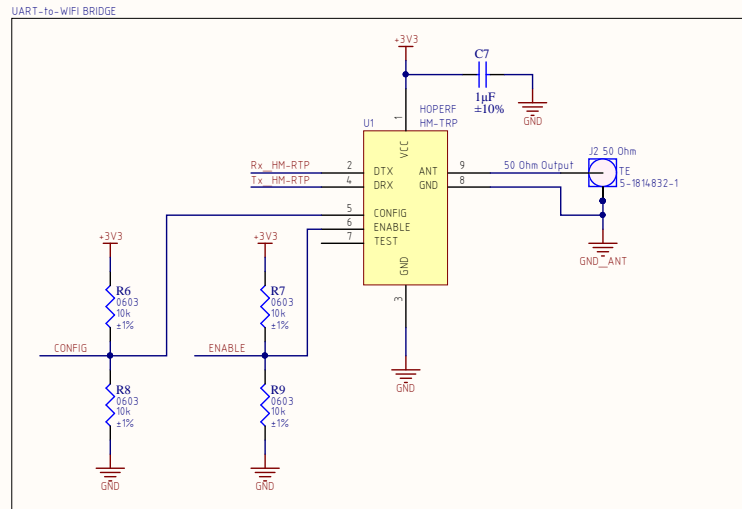 UART-to-WIFI BRIDGE
+3V3
C7
1µF
±10%
GND
U1
HOPERF
HM-TRP
1
VCC
Rx_HM-RTP
2
DTX
ANT
9
50 Ohm Output
J2 50 Ohm
TE
5-1814832-1
Tx_HM-RTP
4
DRX
GND
8
5
CONFIG
6
ENABLE
7
TEST
GND
3
GND_ANT
GND
+3V3
R6
0603
10k
±1%
CONFIG
R8
0603
10k
±1%
GND
+3V3
R7
0603
10k
±1%
ENABLE
R9
0603
10k
±1%
GND